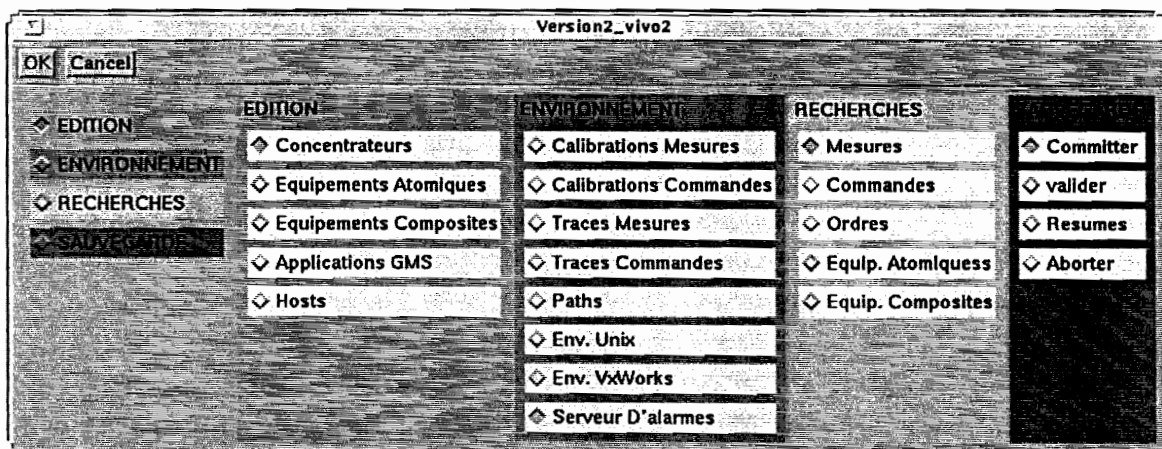 Version2_vivo2
OK Cancel
EDITION
ENVIRONNEMENT
RECHERCHES
SAUVEGARDE
EDITION
Concentrateurs
Equipements Atomiques
Equipements Composites
Applications GMS
Hosts
ENVIRONNEMENT
Calibrations Mesures
Calibrations Commandes
Traces Mesures
Traces Commandes
Paths
Env. Unix
Env. VxWorks
Serveur D'alarmes
RECHERCHES
Mesures
Commandes
Ordres
Equip. Atomiquess
Equip. Composites
Committer
valider
Resumes
Aborter